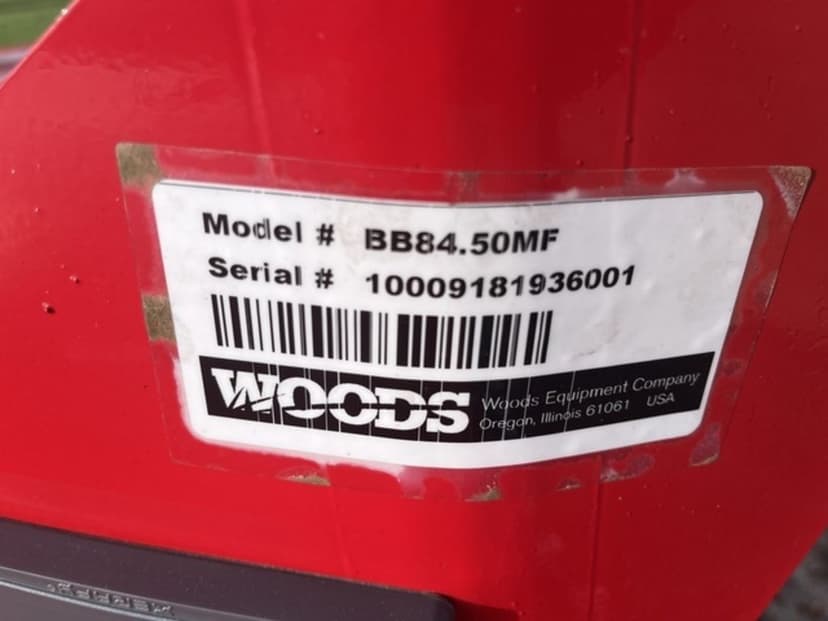 Model # BB84.50MF
Serial # 10009181936001
WOODS
Woods Equipment Company
Oregon, Illinois 61061 USA